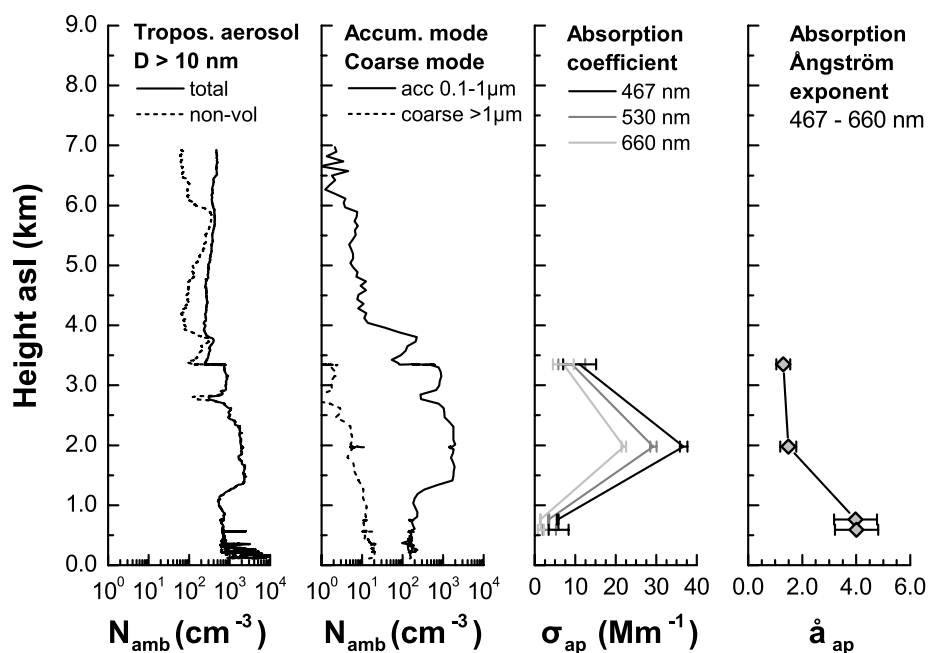 9.0
8.0
7.0
6.0
5.0
4.0
3.0
2.0
1.0
0.0
Height asl (km)
Tropos. aerosol
D > 10 nm
total
non-vol
10⁰ 10¹ 10² 10³ 10⁴
N_amb (cm⁻³)
Accum. mode
Coarse mode
acc 0.1-1µm
coarse >1µm
10⁰ 10¹ 10² 10³ 10⁴
N_amb (cm⁻³)
Absorption
coefficient
467 nm
530 nm
660 nm
0 10 20 30 40
σ_ap (Mm⁻¹)
Absorption
Ångström
exponent
467 - 660 nm
0.0 2.0 4.0 6.0
å_ap